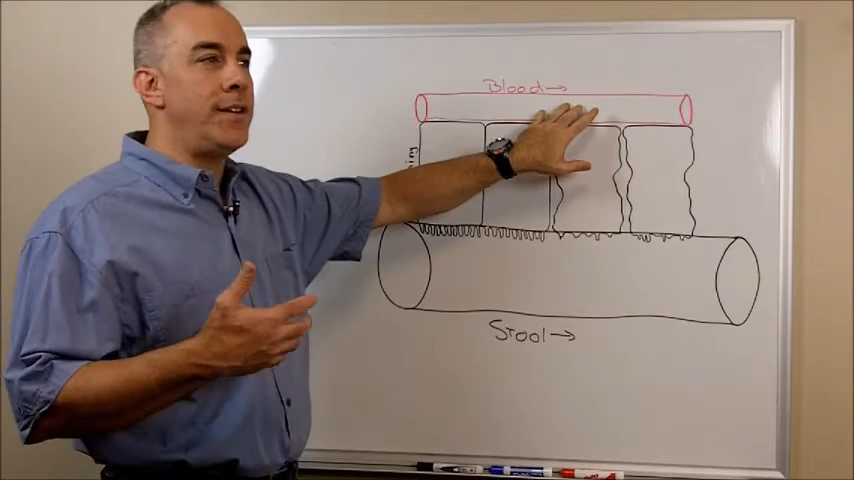 Blood →
Stool →